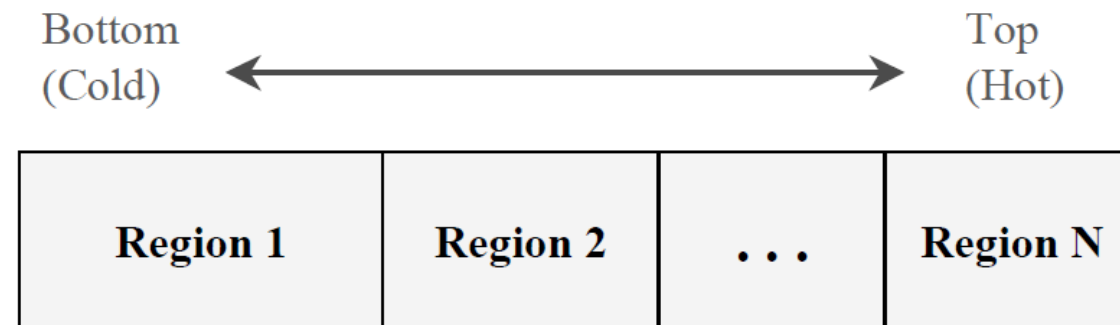 Bottom
(Cold)
Top
(Hot)
Region 1
Region 2
. . .
Region N